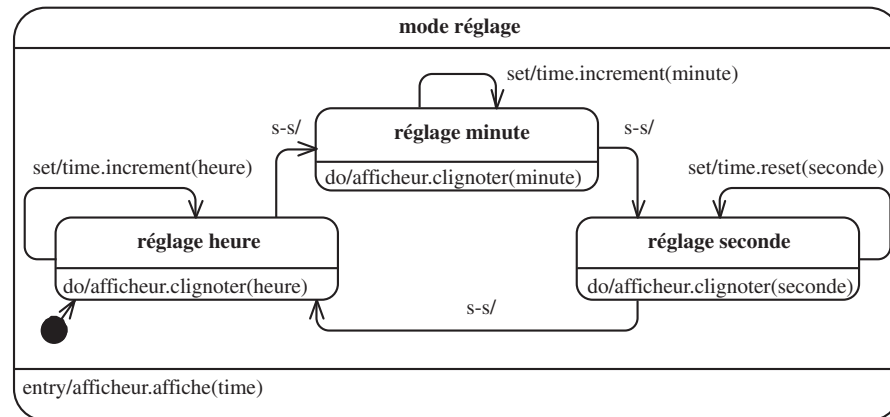 mode réglage
set/time.increment(minute)
s-s/
réglage minute
s-s/
do/afficheur.clignoter(minute)
set/time.increment(heure)
set/time.reset(seconde)
réglage heure
réglage seconde
do/afficheur.clignoter(heure)
do/afficheur.clignoter(seconde)
s-s/
entry/afficheur.affiche(time)